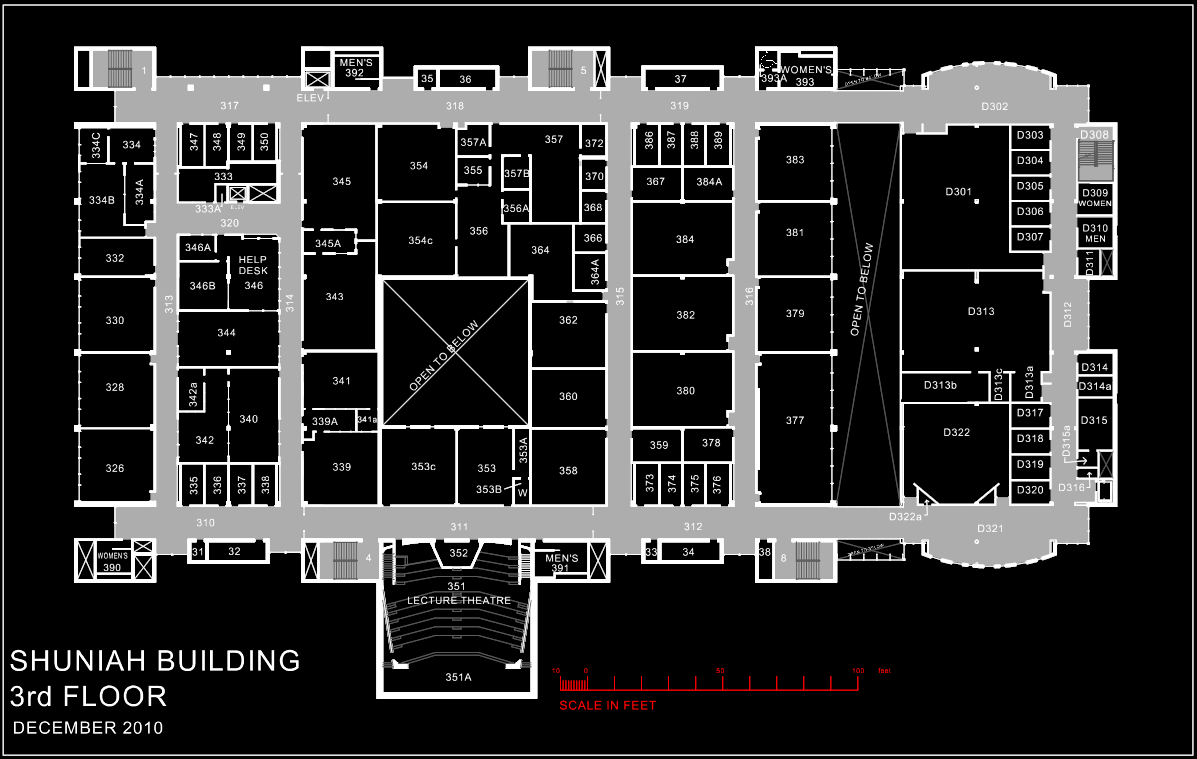 1
MEN'S
392
35
36
5
37
393A
WOMEN'S
393
OPEN TO BELOW
ELEV
317
318
319
D302
334C
334
347
348
349
350
345
354
357A
357
372
386
387
388
389
383
D301
D303
D308
333
355
357B
370
367
384A
D304
334B
334A
333A
ELEV
356A
368
D305
D309
WOMEN
320
D306
346A
345A
354c
356
364
366
384
381
D307
D310
MEN
332
HELP
DESK
346
346B
364A
D311
OPEN TO BELOW
313
314
343
315
316
330
344
OPEN TO BELOW
362
382
379
D313
D312
328
342a
341
360
380
D313b
D313c
D313a
D314
D314a
342
340
339A
341a
377
D317
D315
326
339
353c
353
353A
358
359
378
D322
D318
D315a
335
336
337
338
353B
W
373
374
375
376
D319
D320
D316
D322a
310
311
312
D321
WOMEN'S
390
31
32
4
352
MEN'S
391
33
34
38
8
OPEN TO BELOW
351
LECTURE THEATRE
351A
SHUNIAH BUILDING
3rd FLOOR
DECEMBER 2010
10 0 50 100 feet
SCALE IN FEET